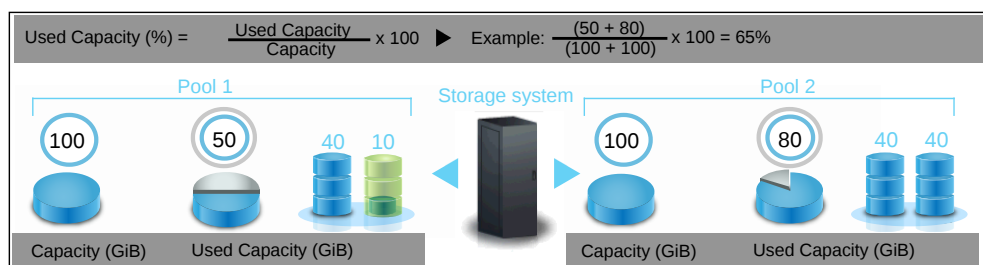 Used Capacity (%) = Used Capacity / Capacity x 100 Example: (50 + 80) / (100 + 100) x 100 = 65%
Pool 1
Storage system
Pool 2
100
50
40
10
100
80
40
40
Capacity (GiB)
Used Capacity (GiB)
Capacity (GiB)
Used Capacity (GiB)